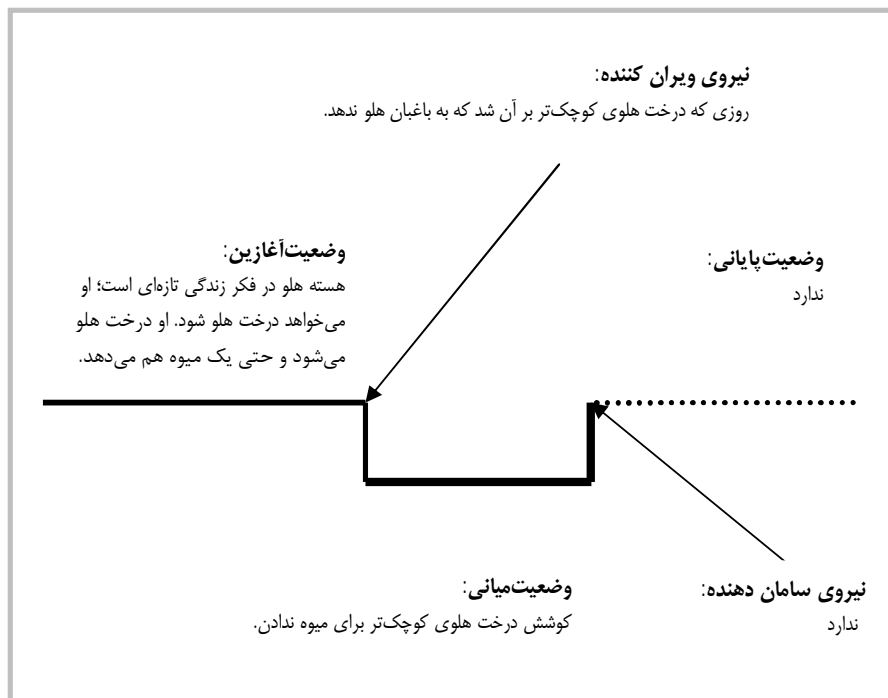 نیروی ویران کننده:
روزی که درخت هلوی کوچک‌تر بر آن شد که به باغبان هلو ندهد.
وضعیت‌آغازین:
هسته هلو در فکر زندگی تازه‌ای است؛ او
می‌خواهد درخت هلو شود. او درخت هلو
می‌شود و حتی یک میوه هم می‌دهد.
وضعیت‌پایانی:
ندارد
وضعیت‌میانی:
کوشش درخت هلوی کوچک‌تر برای میوه ندادن.
نیروی سامان دهنده:
ندارد